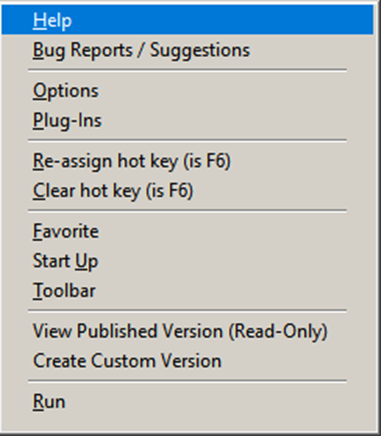 Help
Bug Reports / Suggestions
Options
Plug-Ins
Re-assign hot key (is F6)
Clear hot key (is F6)
Favorite
Start Up
Toolbar
View Published Version (Read-Only)
Create Custom Version
Run